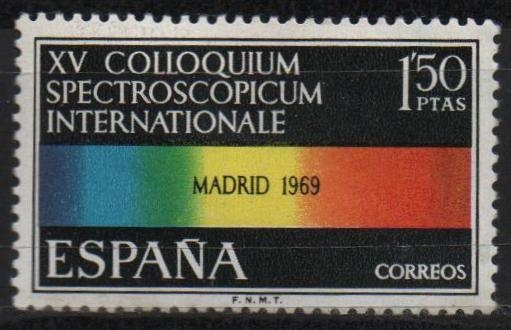 XV COLLOQUIUM
SPECTROSCOPICUM
INTERNATIONALE
1'50
PTAS
MADRID 1969
ESPAÑA
CORREOS
F.N.M.T.